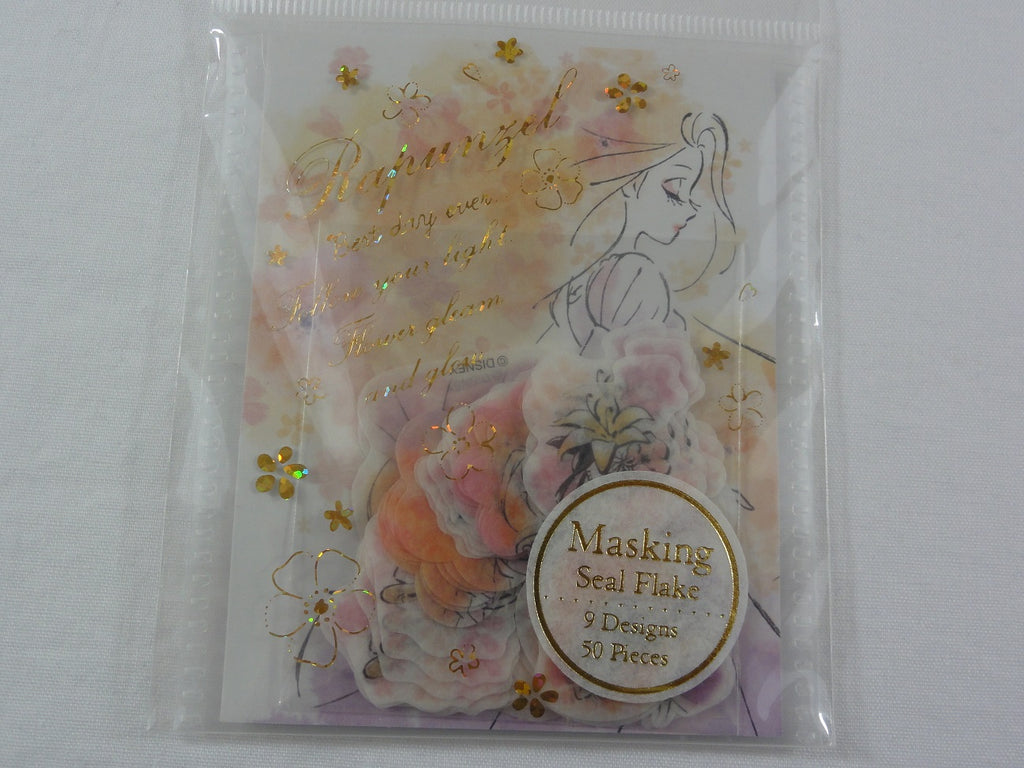 Rapunzel
Best day ever...
Follow your light.
Flower gleam
and glow
© DISNEY
Masking
Seal Flake
9 Designs
50 Pieces